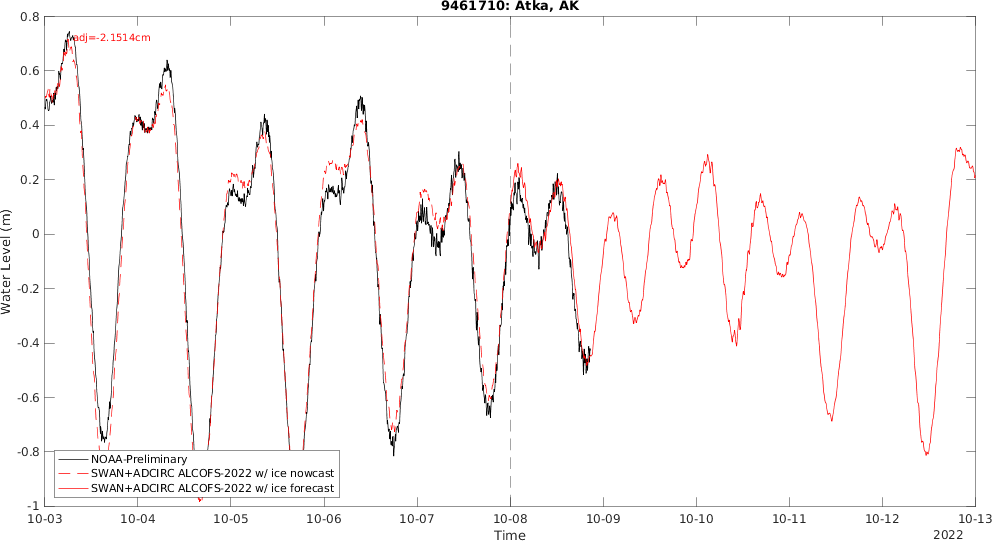 9461710: Atka, AK
adj=-2.1514cm
Water Level (m)
0.8
0.6
0.4
0.2
0
-0.2
-0.4
-0.6
-0.8
-1
NOAA-Preliminary
SWAN+ADCIRC ALCOFS-2022 w/ ice nowcast
SWAN+ADCIRC ALCOFS-2022 w/ ice forecast
10-03 10-04 10-05 10-06 10-07 10-08 10-09 10-10 10-11 10-12 10-13
Time
2022